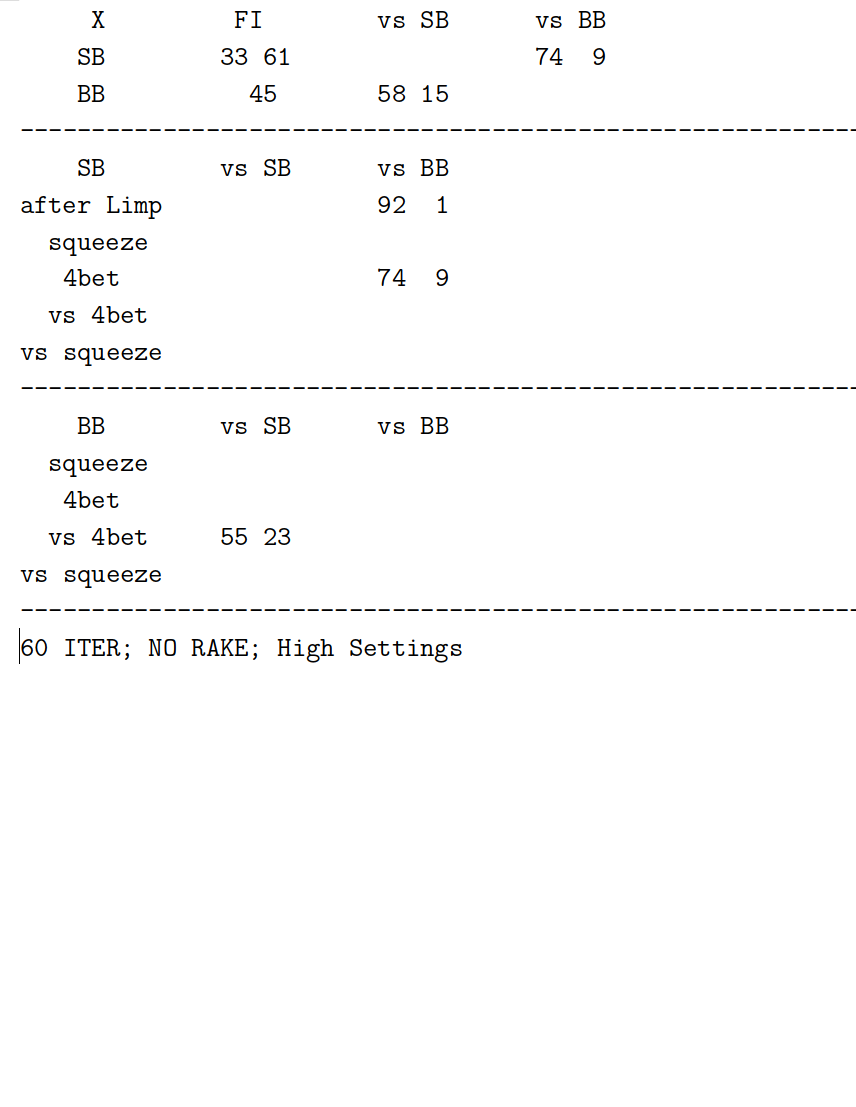 X FI vs SB vs BB
SB 33 61 74 9
BB 45 58 15
------------------------------------------------------------
SB vs SB vs BB
after Limp 92 1
squeeze
4bet 74 9
vs 4bet
vs squeeze
------------------------------------------------------------
BB vs SB vs BB
squeeze
4bet
vs 4bet 55 23
vs squeeze
------------------------------------------------------------
60 ITER; NO RAKE; High Settings